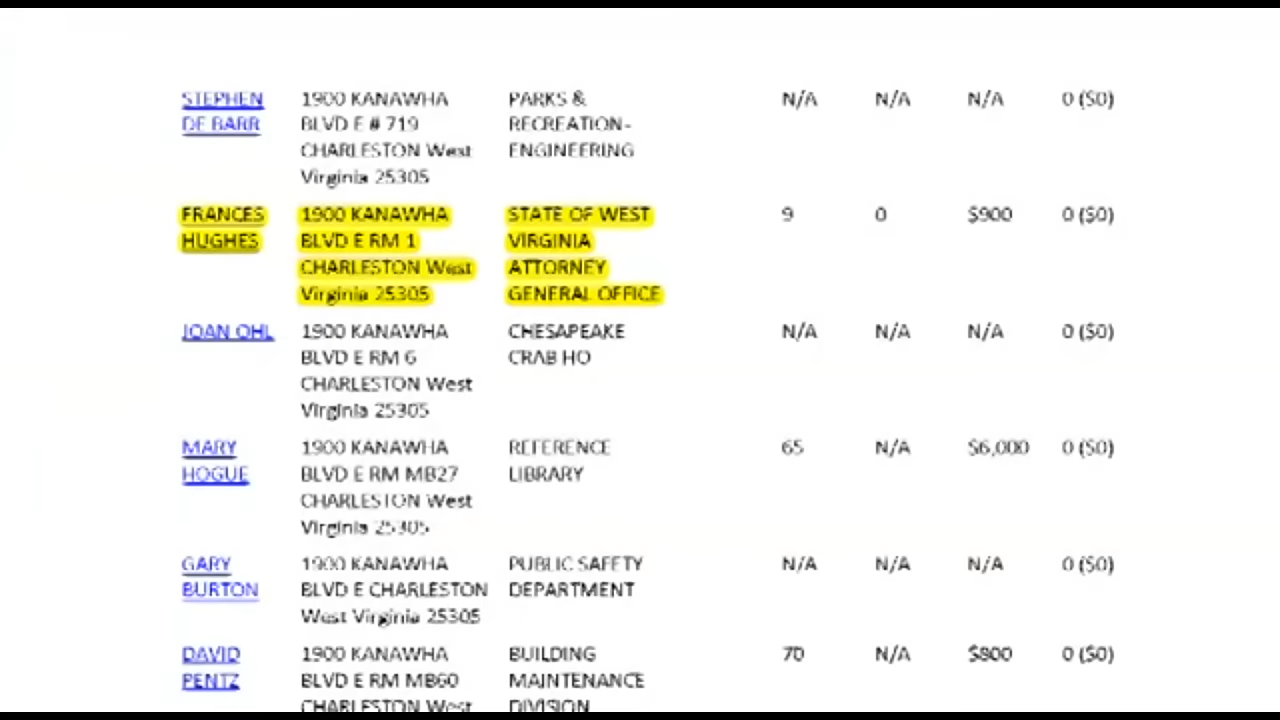 STEPHEN 1900 KANAWHA PARKS & N/A N/A N/A 0 ($0)
DE BARR BLVD E # 719 RECREATION-
CHARLESTON West ENGINEERING
Virginia 25305
FRANCES 1900 KANAWHA STATE OF WEST 9 0 $900 0 ($0)
HUGHES BLVD E RM 1 VIRGINIA
CHARLESTON West ATTORNEY
Virginia 25305 GENERAL OFFICE
JOAN OHL 1900 KANAWHA CHESAPEAKE N/A N/A N/A 0 ($0)
BLVD E RM 6 CRAB HO
CHARLESTON West
Virginia 25305
MARY 1900 KANAWHA REFERENCE 65 N/A $6,000 0 ($0)
HOGUE BLVD E RM MB27 LIBRARY
CHARLESTON West
Virginia 25305
GARY 1900 KANAWHA PUBLIC SAFETY N/A N/A N/A 0 ($0)
BURTON BLVD E CHARLESTON DEPARTMENT
West Virginia 25305
DAVID 1900 KANAWHA BUILDING 70 N/A $800 0 ($0)
PENTZ BLVD E RM MB60 MAINTENANCE
CHARLESTON West DIVISION